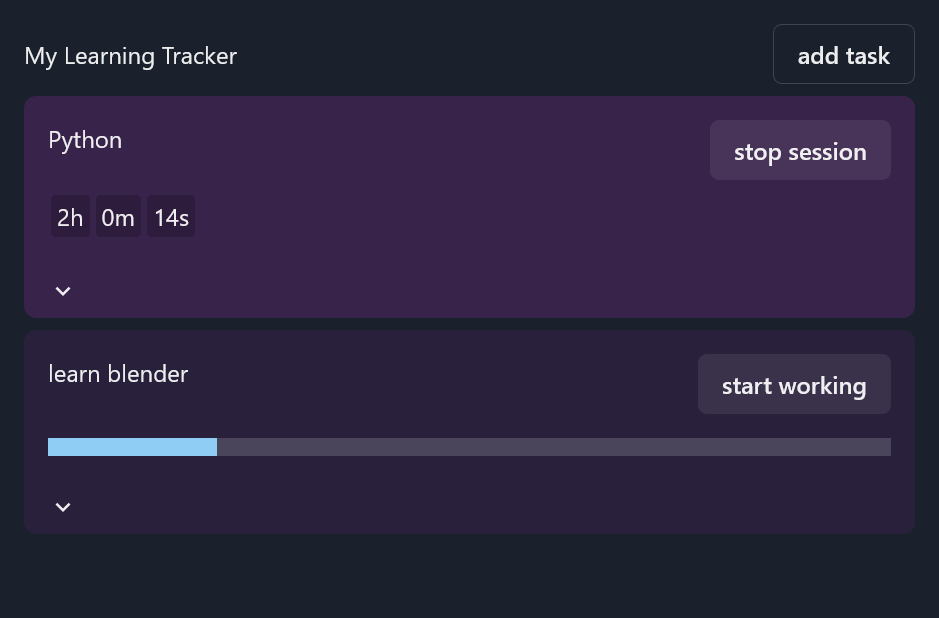 My Learning Tracker
add task
Python
stop session
2h 0m 14s
learn blender
start working